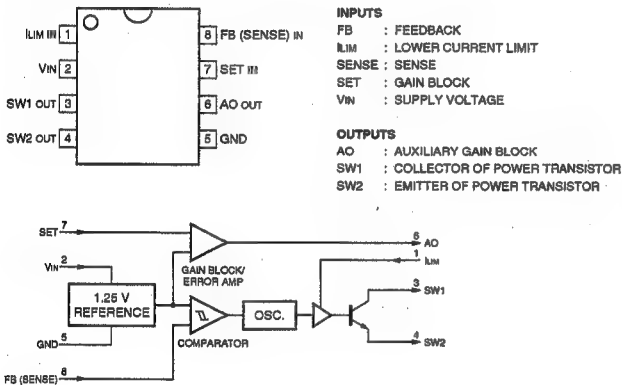 ILIM IN 1
VIN 2
SW1 OUT 3
SW2 OUT 4
8 FB (SENSE) IN
7 SET IN
6 AO OUT
5 GND
INPUTS
FB : FEEDBACK
ILIM : LOWER CURRENT LIMIT
SENSE : SENSE
SET : GAIN BLOCK
VIN : SUPPLY VOLTAGE
OUTPUTS
AO : AUXILIARY GAIN BLOCK
SW1 : COLLECTOR OF POWER TRANSISTOR
SW2 : EMITTER OF POWER TRANSISTOR
SET 7
VIN 2
1.25 V
REFERENCE
GND 5
FB (SENSE) 8
GAIN BLOCK/
ERROR AMP
COMPARATOR
OSC.
6 AO
1 ILIM
3 SW1
4 SW2